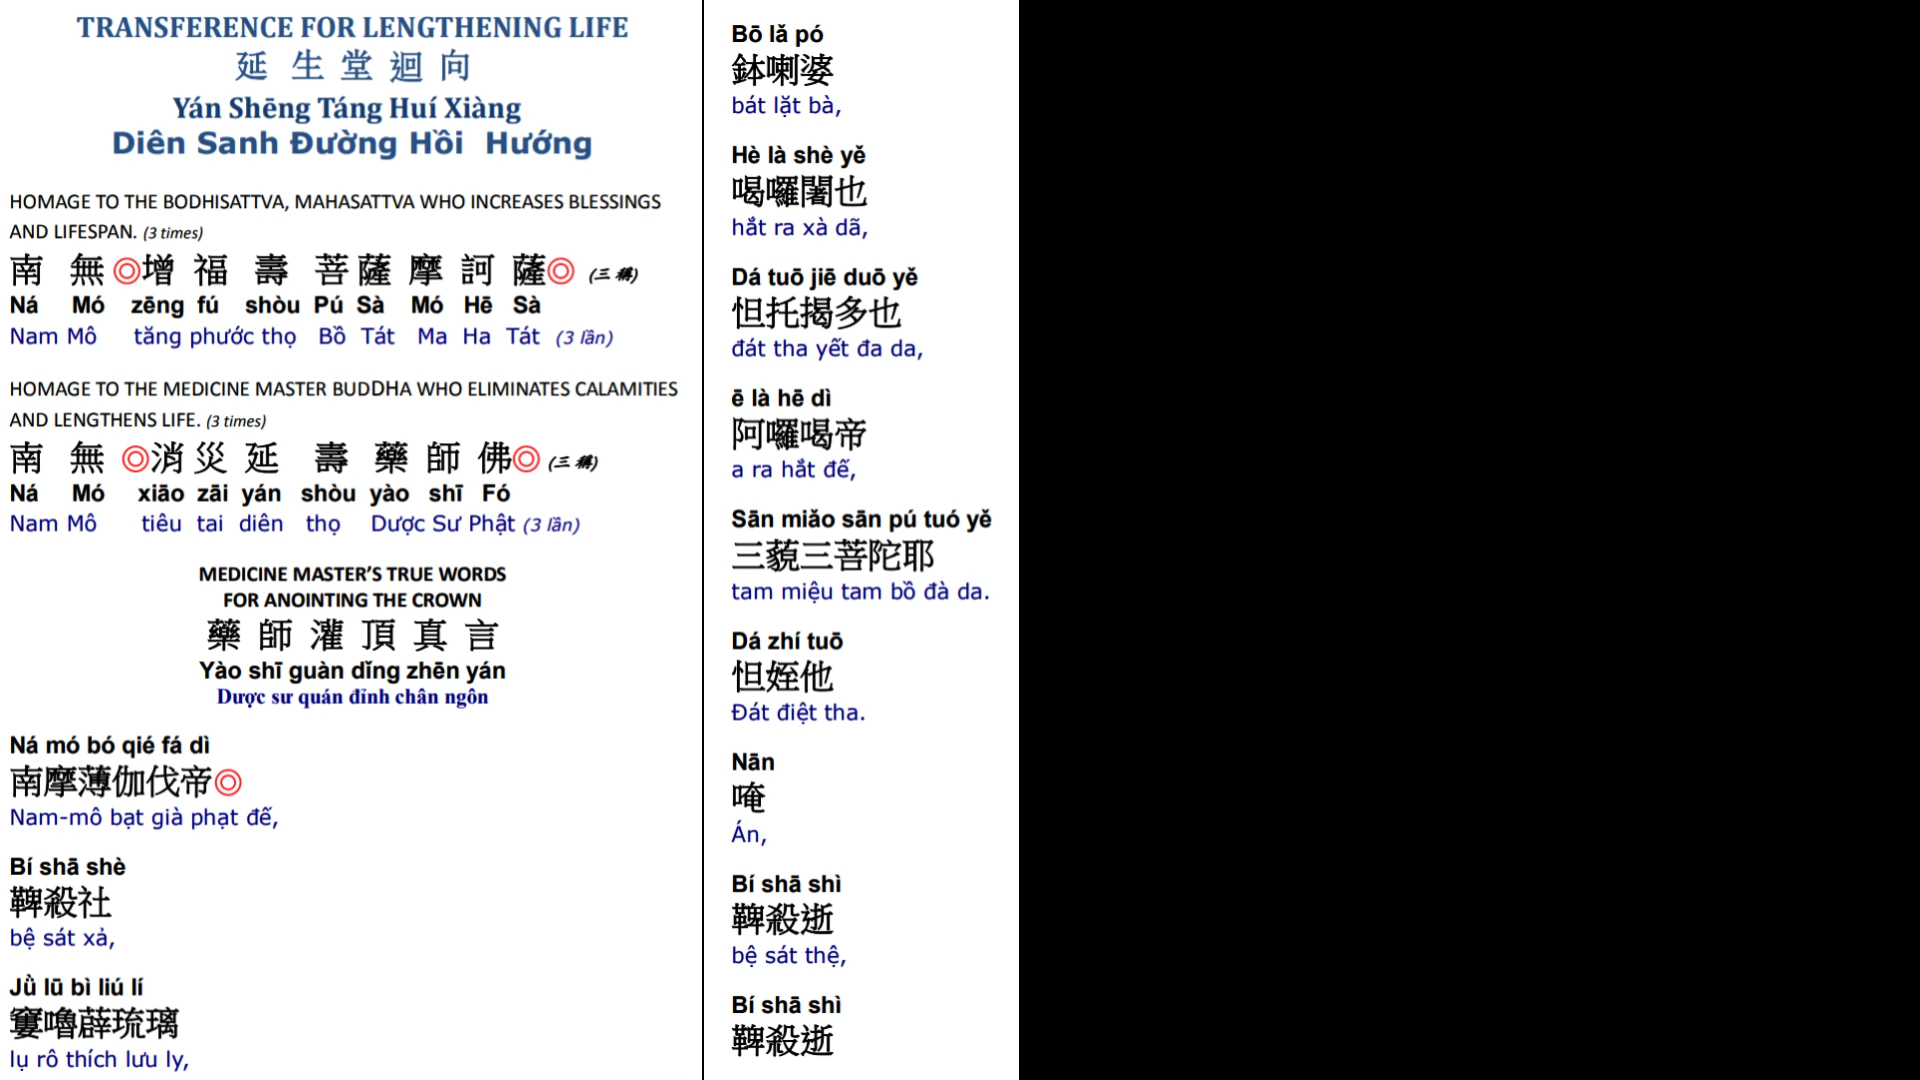 TRANSFERENCE FOR LENGTHENING LIFE
延 生 堂 迴 向
Yán Shēng Táng Huí Xiàng
Diên Sanh Đường Hồi Hướng
HOMAGE TO THE BODHISATTVA, MAHASATTVA WHO INCREASES BLESSINGS
AND LIFESPAN. (3 times)
南 無 ◎增 福 壽 菩 薩 摩 訶 薩◎ (三 稱)
Ná Mó zēng fú shòu Pú Sà Mó Hē Sà
Nam Mô tăng phước thọ Bồ Tát Ma Ha Tát (3 lần)
HOMAGE TO THE MEDICINE MASTER BUDDHA WHO ELIMINATES CALAMITIES
AND LENGTHENS LIFE. (3 times)
南 無 ◎消 災 延 壽 藥 師 佛◎ (三 稱)
Ná Mó xiāo zāi yán shòu yào shī Fó
Nam Mô tiêu tai diên thọ Dược Sư Phật (3 lần)
MEDICINE MASTER’S TRUE WORDS
FOR ANOINTING THE CROWN
藥 師 灌 頂 真 言
Yào shī guàn dǐng zhēn yán
Dược sư quán đỉnh chân ngôn
Ná mó bó qié fá dì
南摩薄伽伐帝◎
Nam-mô bạt già phạt đế,
Bí shā shè
鞞殺社
bệ sát xả,
Jǜ lū bì liú lí
窶嚕薜琉璃
lụ rô thích lưu ly,
Bō lǎ pó
鉢喇婆
bát lặt bà,
Hè là shè yě
喝囉闍也
hắt ra xà dã,
Dá tuō jiē duō yě
怛托揭多也
đát tha yết đa da,
ē là hē dì
阿囉喝帝
a ra hắt đế,
Sān miǎo sān pú tuó yě
三藐三菩陀耶
tam miệu tam bồ đà da.
Dá zhí tuō
怛姪他
Đát điệt tha.
Nān
唵
Án,
Bí shā shì
鞞殺逝
bệ sát thệ,
Bí shā shì
鞞殺逝